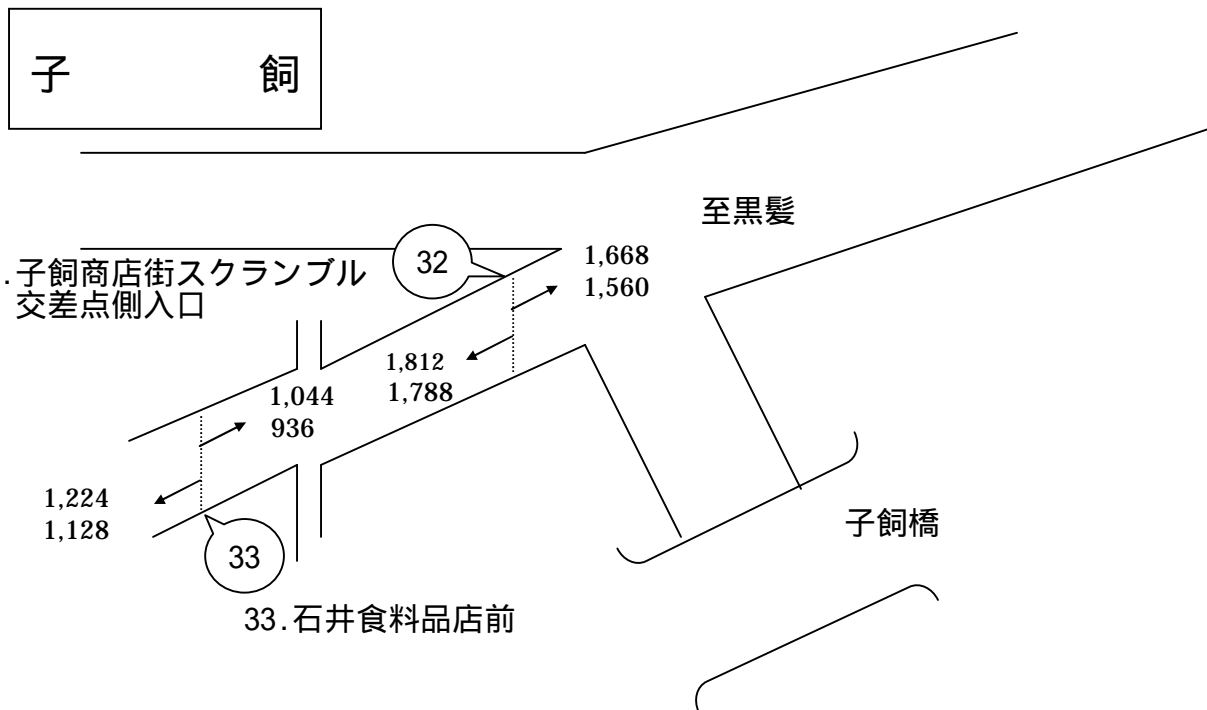 子 飼
至黒髪
32
1,668
1,560
.子飼商店街スクランブル
交差点側入口
1,812
1,788
1,044
936
1,224
1,128
33
子飼橋
33.石井食料品店前